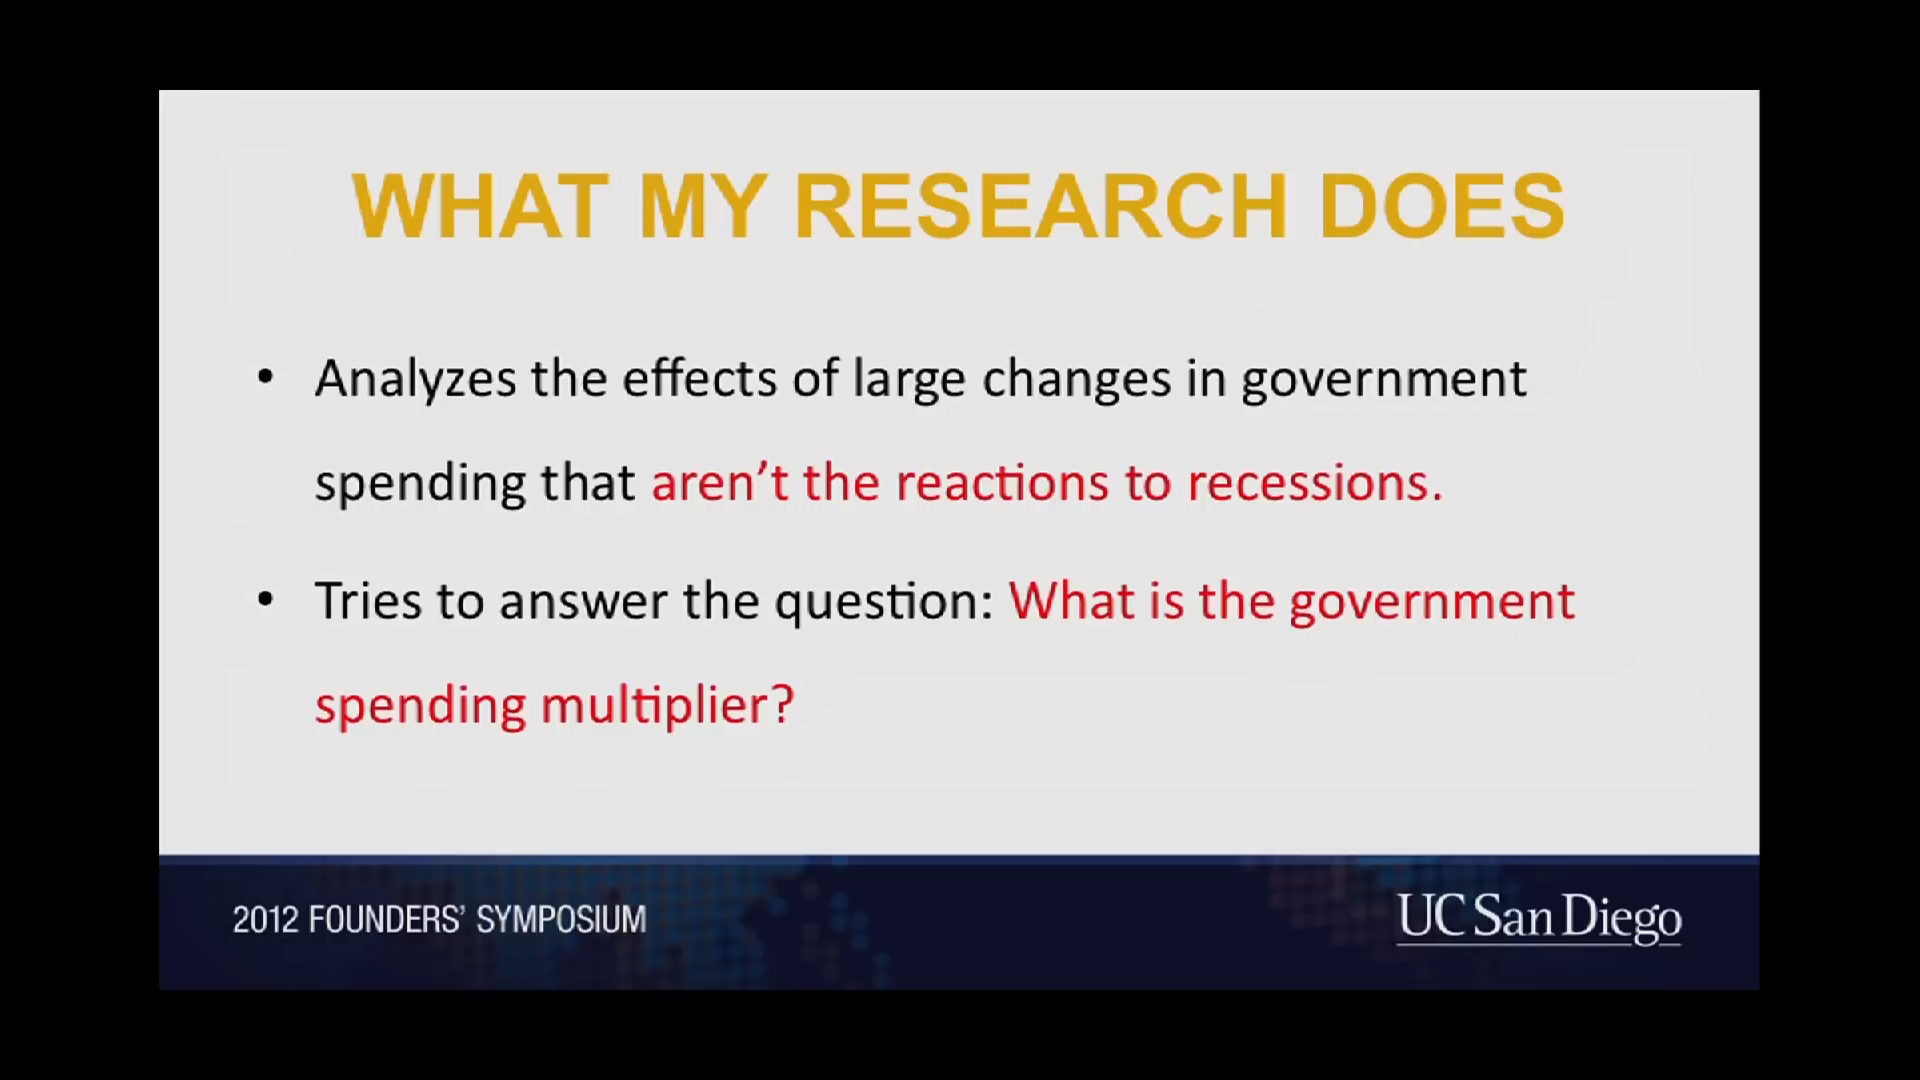 WHAT MY RESEARCH DOES
• Analyzes the effects of large changes in government
spending that aren’t the reactions to recessions.
• Tries to answer the question: What is the government
spending multiplier?
2012 FOUNDERS’ SYMPOSIUM
UC San Diego